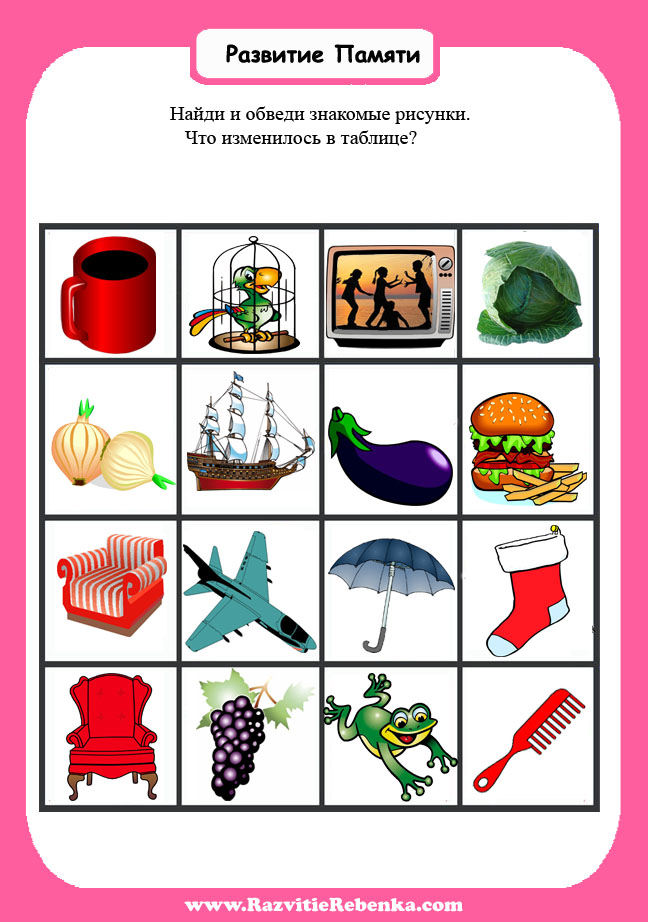 Развитие Памяти
Найди и обведи знакомые рисунки.
Что изменилось в таблице?
www.RazvitieRebenka.com